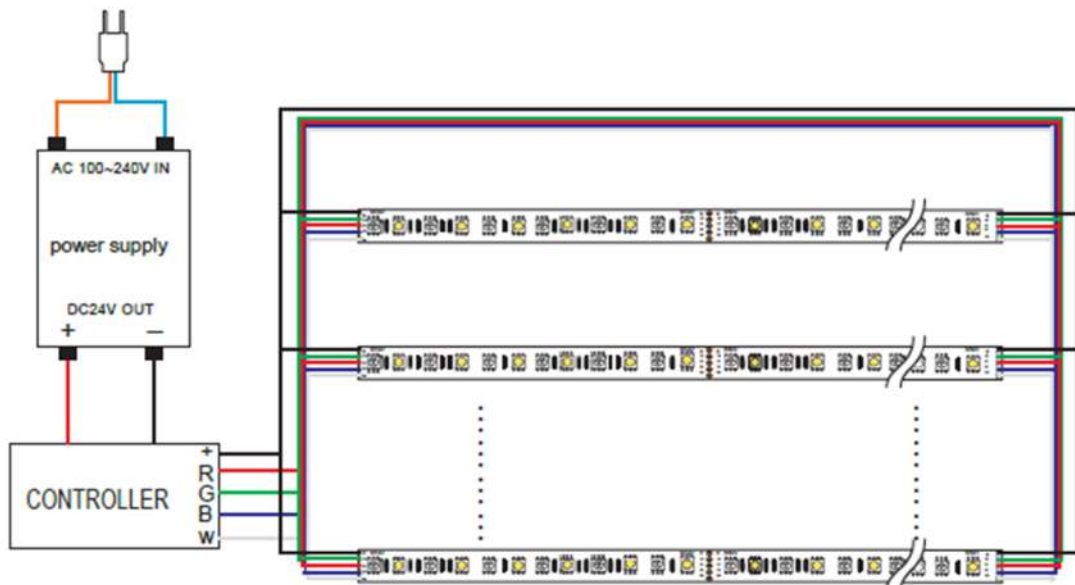 AC 100~240V IN
power supply
DC24V OUT
+ —
CONTROLLER
+
R
G
B
W